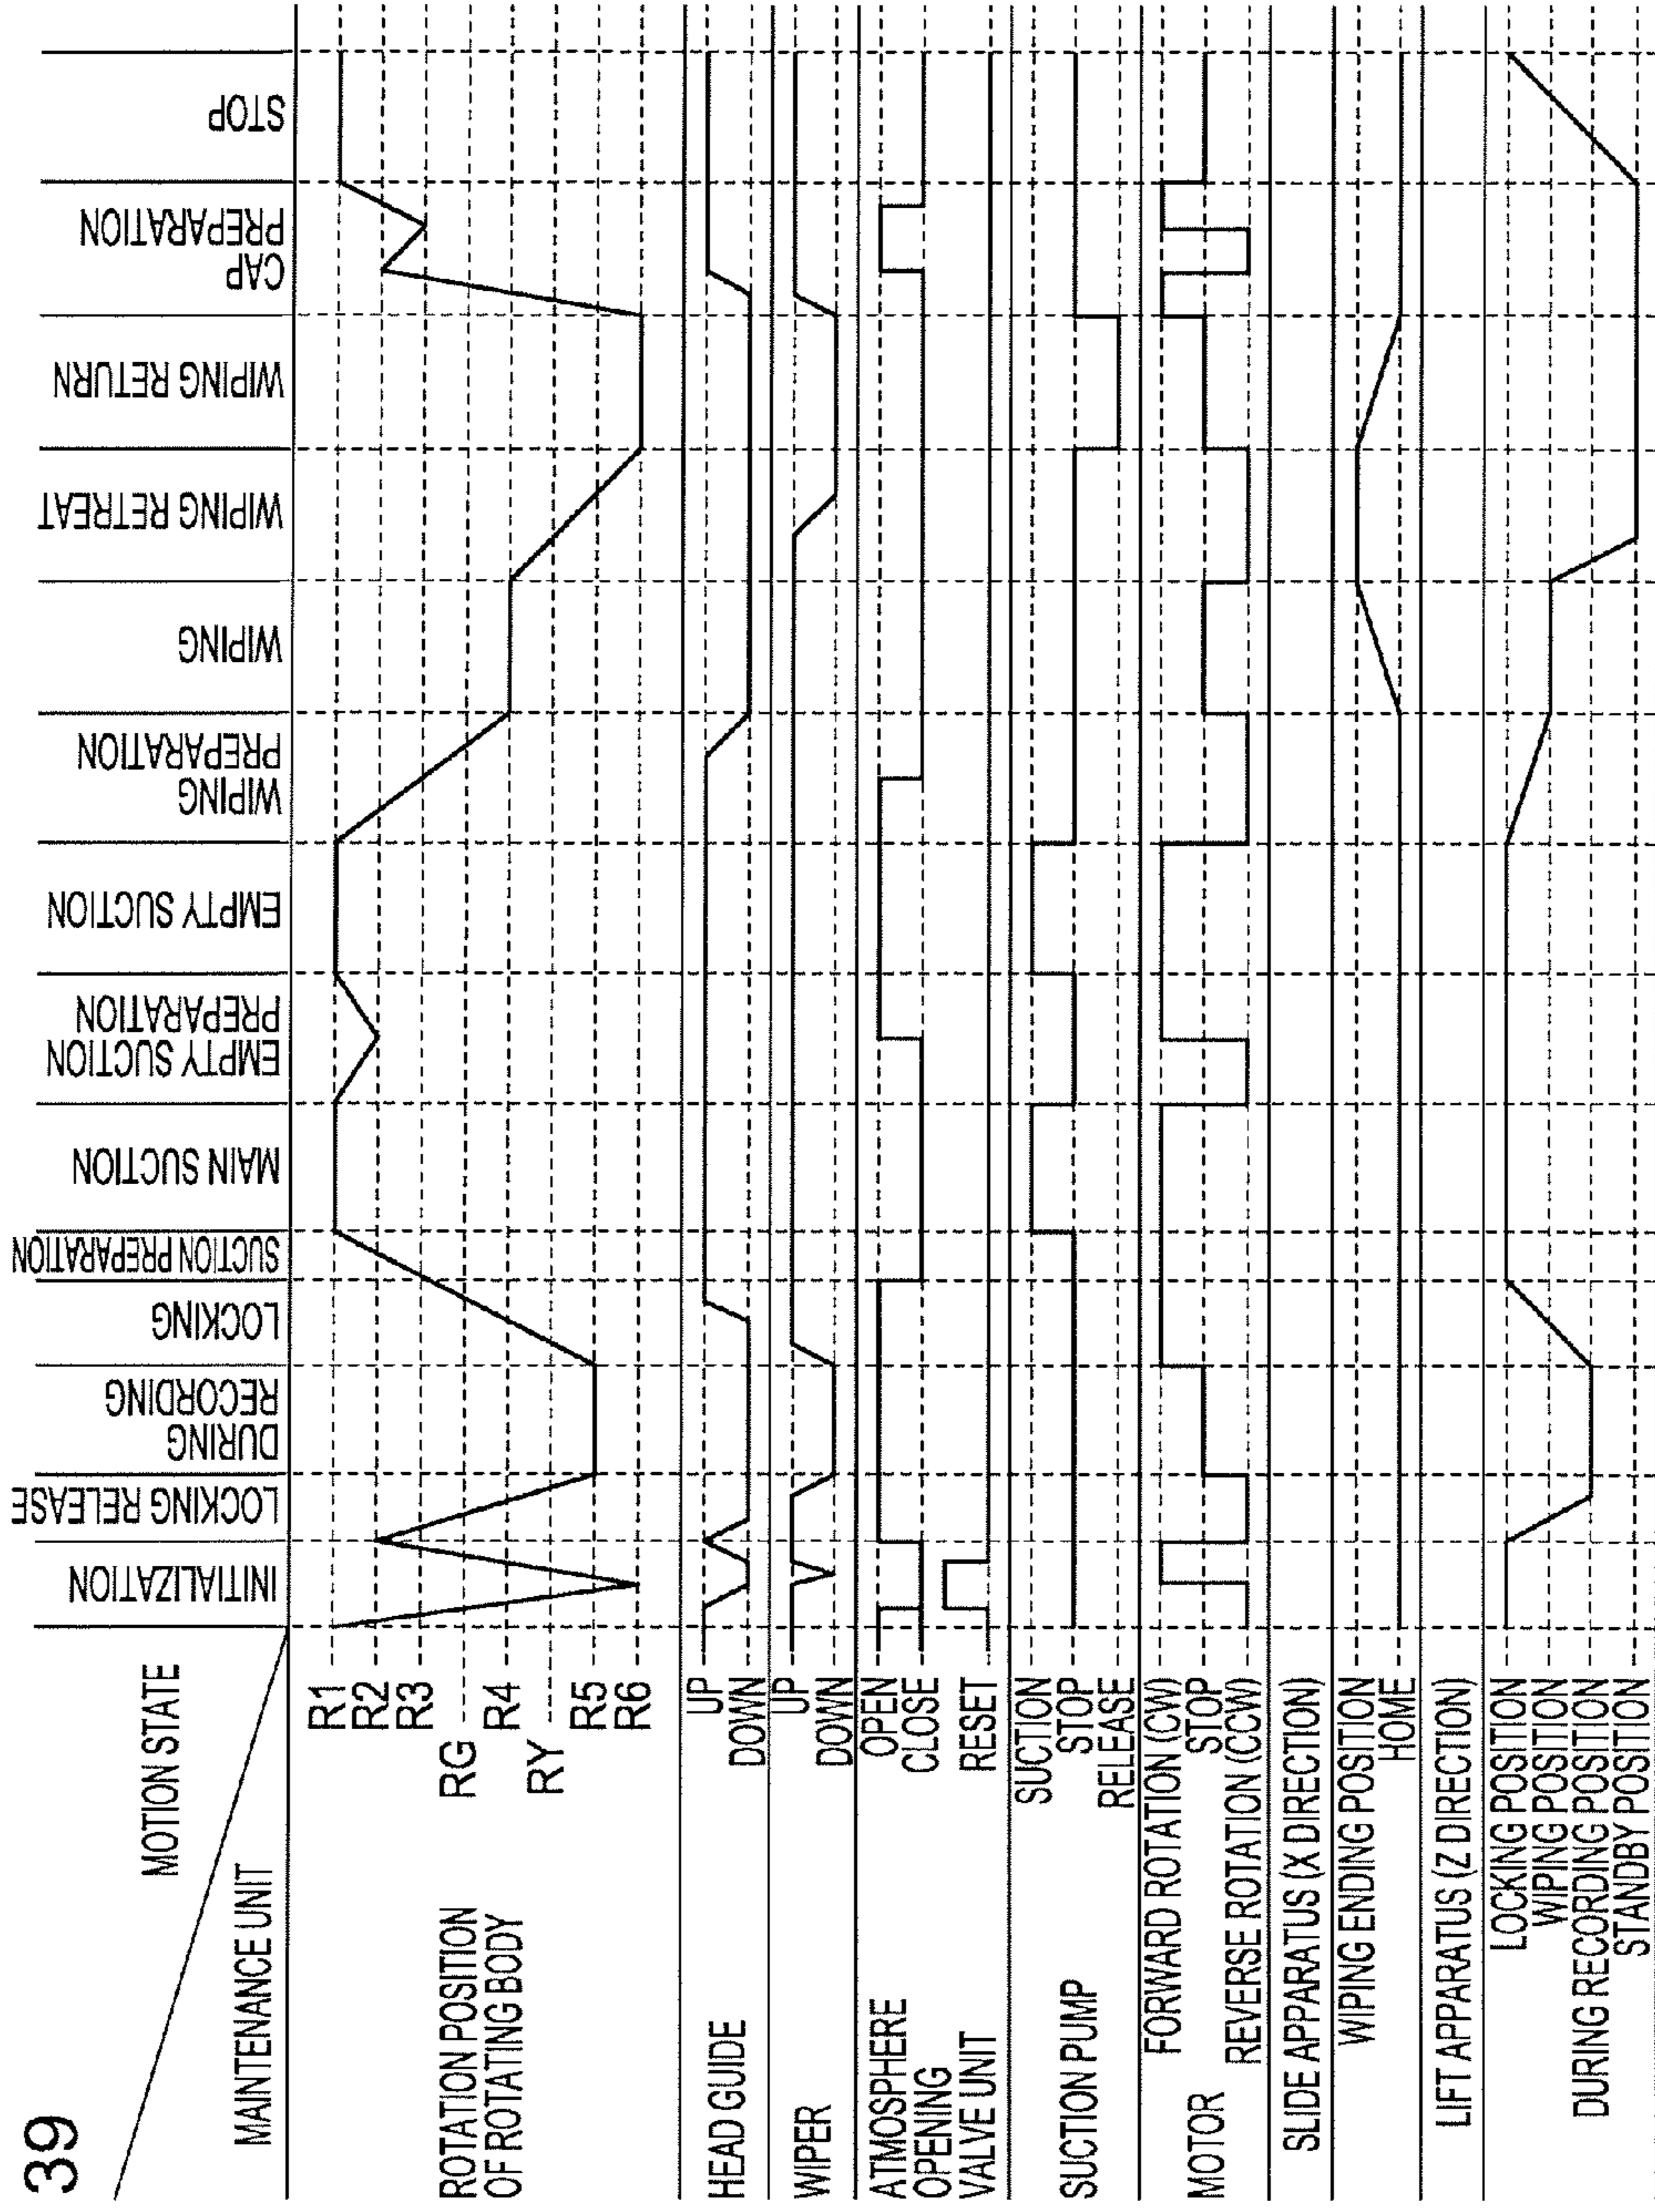 39
MOTION STATE
MAINTENANCE UNIT
INITIALIZATION
LOCKING RELEASE
DURING
RECORDING
LOCKING
SUCTION PREPARATION
MAIN SUCTION
EMPTY SUCTION
PREPARATION
EMPTY SUCTION
WIPING
PREPARATION
WIPING
WIPING RETREAT
WIPING RETURN
CAP
PREPARATION
STOP
ROTATION POSITION
OF ROTATING BODY
R1
R2
R3
RG
R4
RY
R5
R6
HEAD GUIDE
UP
DOWN
WIPER
UP
DOWN
ATMOSPHERE
OPENING
VALVE UNIT
OPEN
CLOSE
RESET
SUCTION PUMP
SUCTION
STOP
RELEASE
MOTOR
FORWARD ROTATION (CW)
STOP
REVERSE ROTATION (CCW)
SLIDE APPARATUS (X DIRECTION)
WIPING ENDING POSITION
HOME
LIFT APPARATUS (Z DIRECTION)
LOCKING POSITION
WIPING POSITION
DURING RECORDING POSITION
STANDBY POSITION